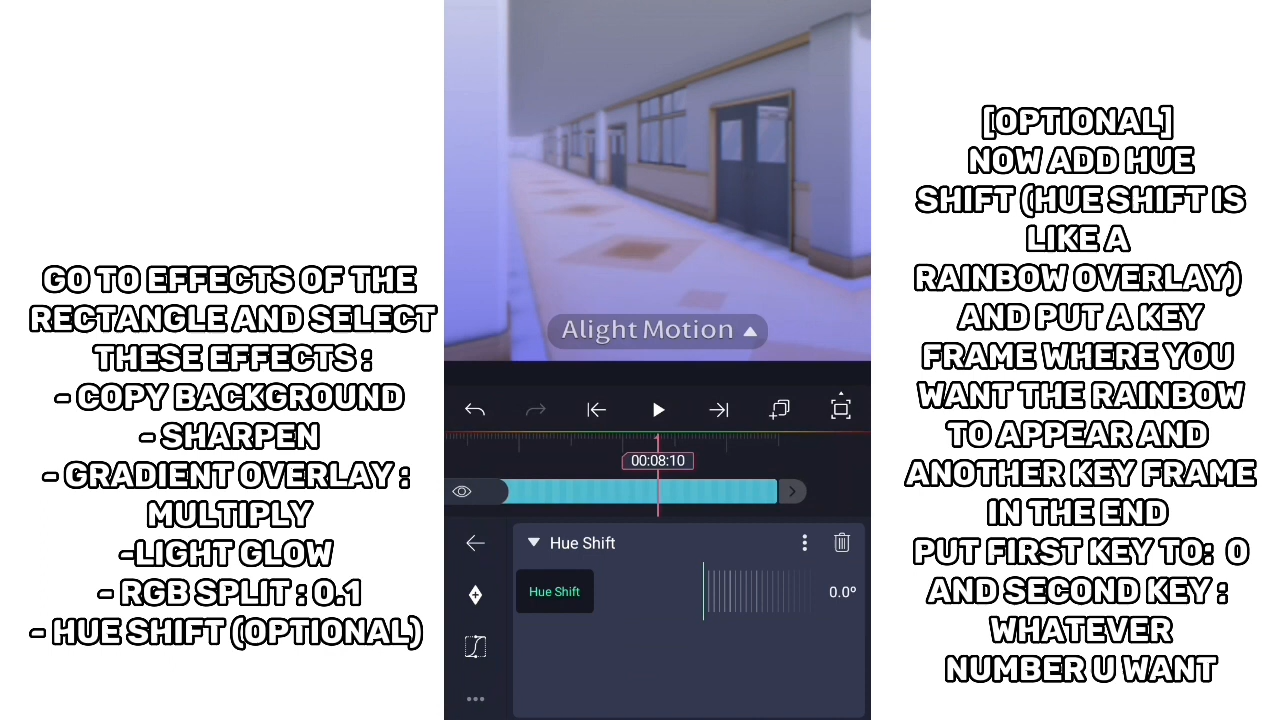 GO TO EFFECTS OF THE
RECTANGLE AND SELECT
THESE EFFECTS :
- COPY BACKGROUND
- SHARPEN
- GRADIENT OVERLAY :
MULTIPLY
-LIGHT GLOW
- RGB SPLIT : 0.1
- HUE SHIFT (OPTIONAL)
Alight Motion
00:08:10
Hue Shift
Hue Shift
0.0º
[OPTIONAL]
NOW ADD HUE
SHIFT (HUE SHIFT IS
LIKE A
RAINBOW OVERLAY)
AND PUT A KEY
FRAME WHERE YOU
WANT THE RAINBOW
TO APPEAR AND
ANOTHER KEY FRAME
IN THE END
PUT FIRST KEY TO: 0
AND SECOND KEY :
WHATEVER
NUMBER U WANT